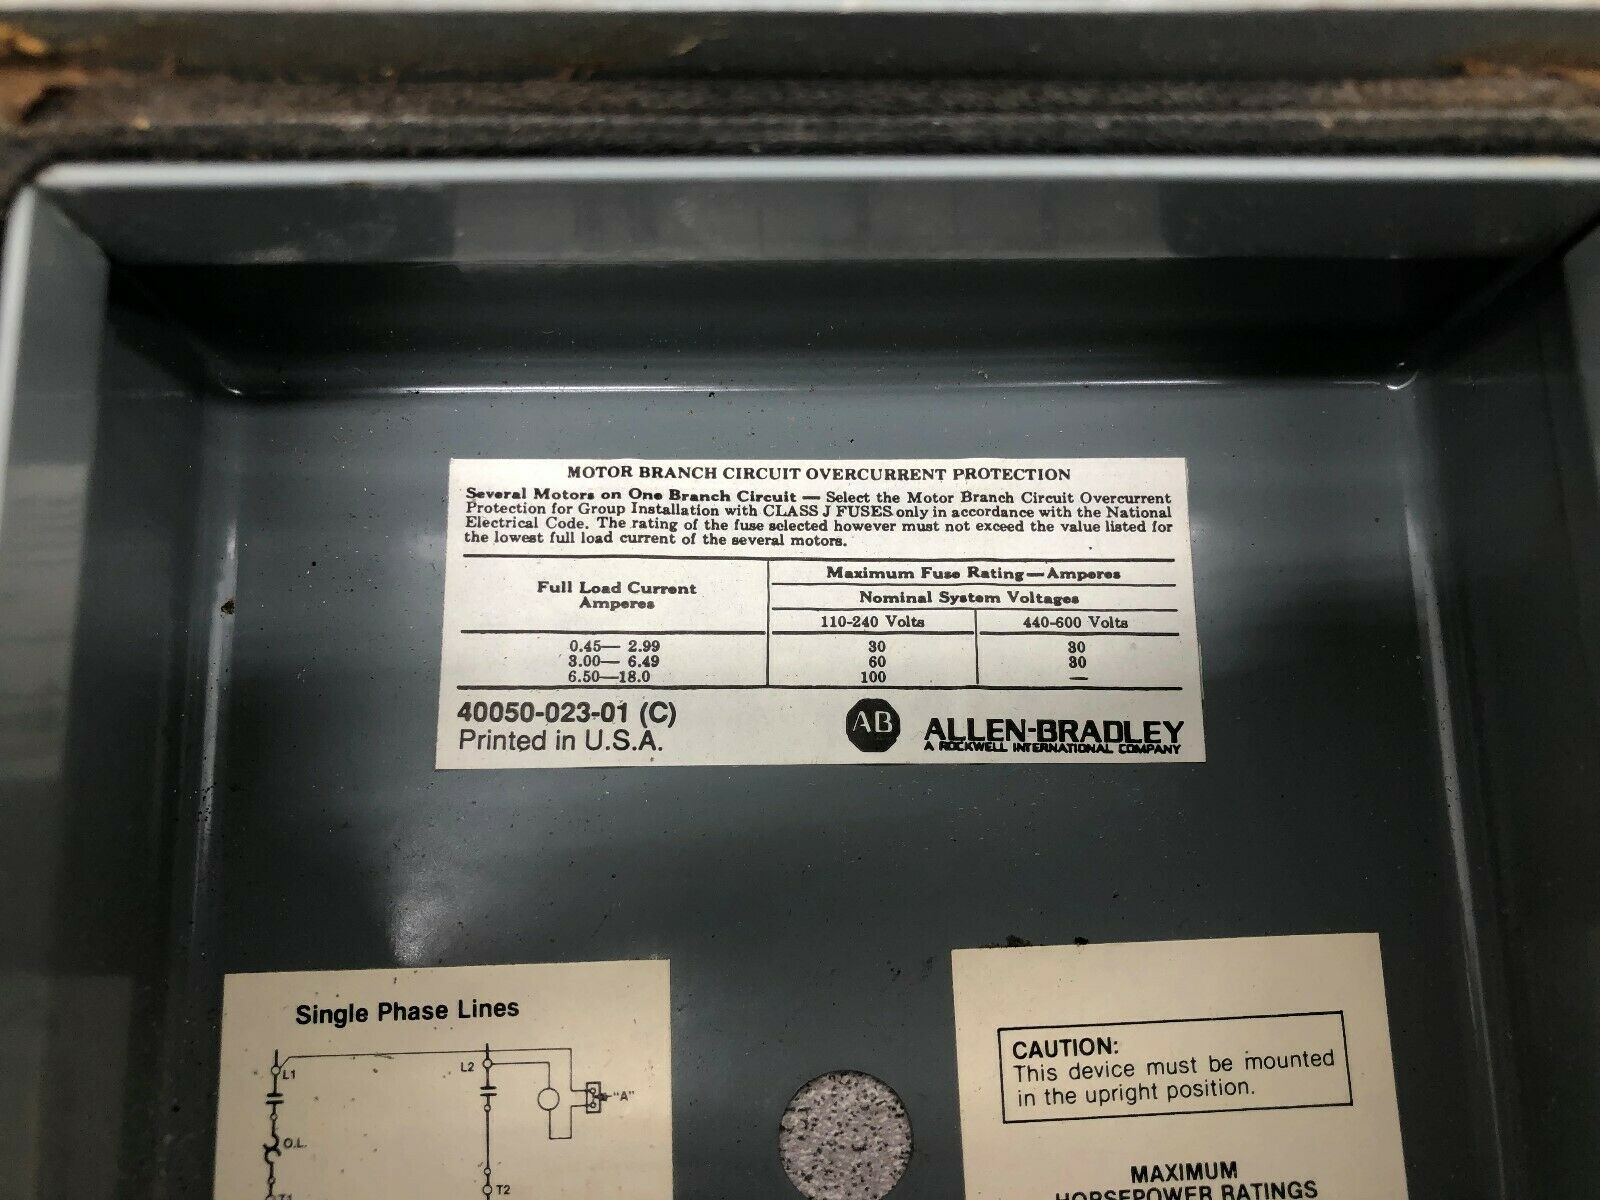 MOTOR BRANCH CIRCUIT OVERCURRENT PROTECTION
Several Motors on One Branch Circuit — Select the Motor Branch Circuit Overcurrent
Protection for Group Installation with CLASS J FUSES only in accordance with the National
Electrical Code. The rating of the fuse selected however must not exceed the value listed for
the lowest full load current of the several motors.
Full Load Current
Amperes
Maximum Fuse Rating—Amperes
Nominal System Voltages
110-240 Volts 440-600 Volts
0.45— 2.99 30 30
3.00— 6.49 60 30
6.50—18.0 100 —
40050-023-01 (C)
Printed in U.S.A.
AB ALLEN-BRADLEY
A ROCKWELL INTERNATIONAL COMPANY
Single Phase Lines
L1
L2
"A"
O.L.
T1
T2
CAUTION:
This device must be mounted
in the upright position.
MAXIMUM
HORSEPOWER RATINGS